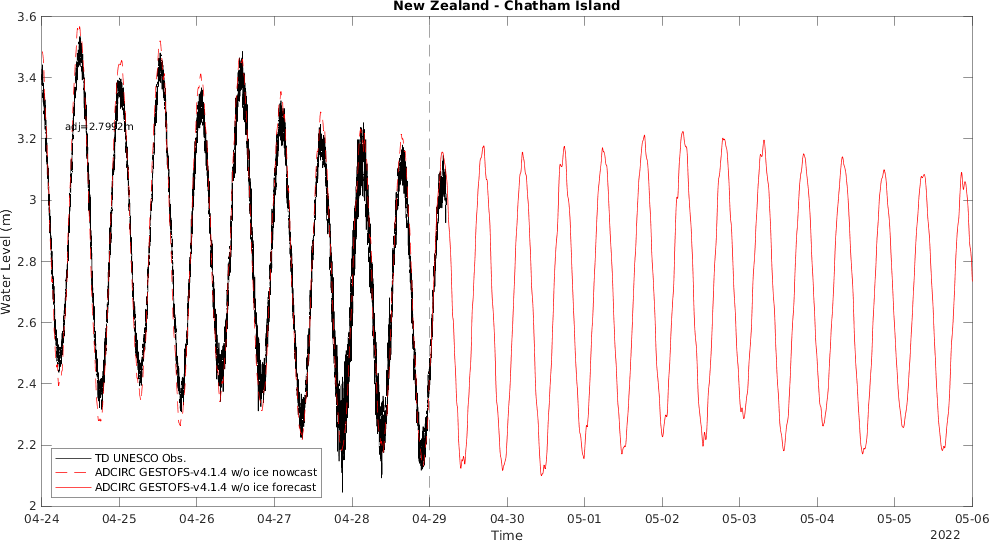 New Zealand - Chatham Island
3.6
3.4
3.2
3
2.8
2.6
2.4
2.2
2
Water Level (m)
adj=2.7992m
TD UNESCO Obs.
ADCIRC GESTOFS-v4.1.4 w/o ice nowcast
ADCIRC GESTOFS-v4.1.4 w/o ice forecast
04-24 04-25 04-26 04-27 04-28 04-29 04-30 05-01 05-02 05-03 05-04 05-05 05-06
Time
2022